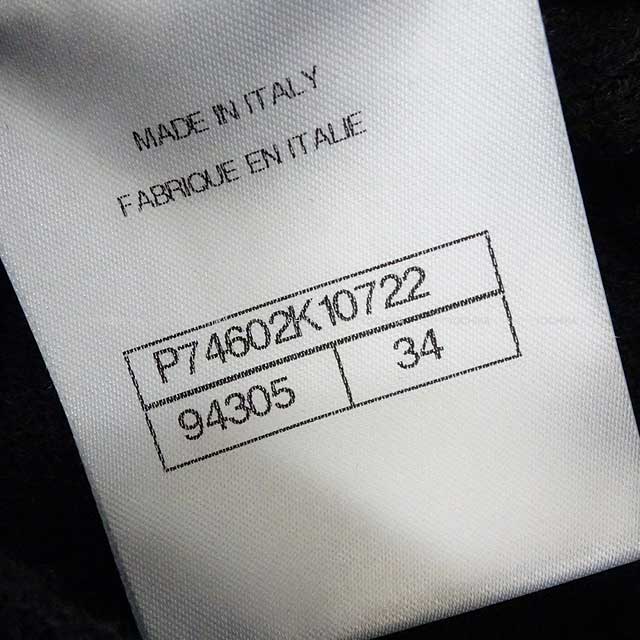 MADE IN ITALY
FABRIQUE EN ITALIE
P74602K10722
94305 34